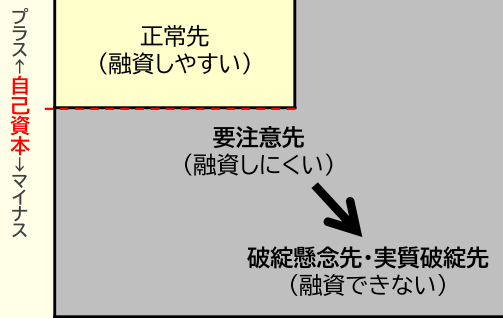 プラス↑自己資本↓マイナス
正常先
（融資しやすい）
要注意先
（融資しにくい）
破綻懸念先・実質破綻先
（融資できない）